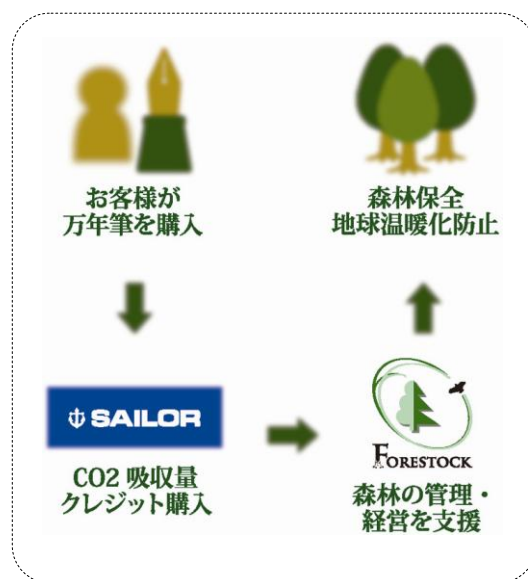 お客様が
万年筆を購入
SAILOR
CO2 吸収量
クレジット購入
FORESTOCK
森林の管理・
経営を支援
森林保全
地球温暖化防止